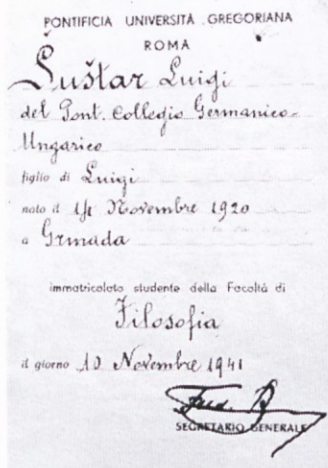 PONTIFICIA UNIVERSITÀ GREGORIANA
ROMA
Šuštar Luigi
del Pont. Collegio Germanico-
Ungarico
figlio di Luigi
nato il 14 Novembre 1920
a Grmada
immatricolato studente della Facoltà di
Filosofia
il giorno 10 Novembre 1941
SEGRETARIO GENERALE